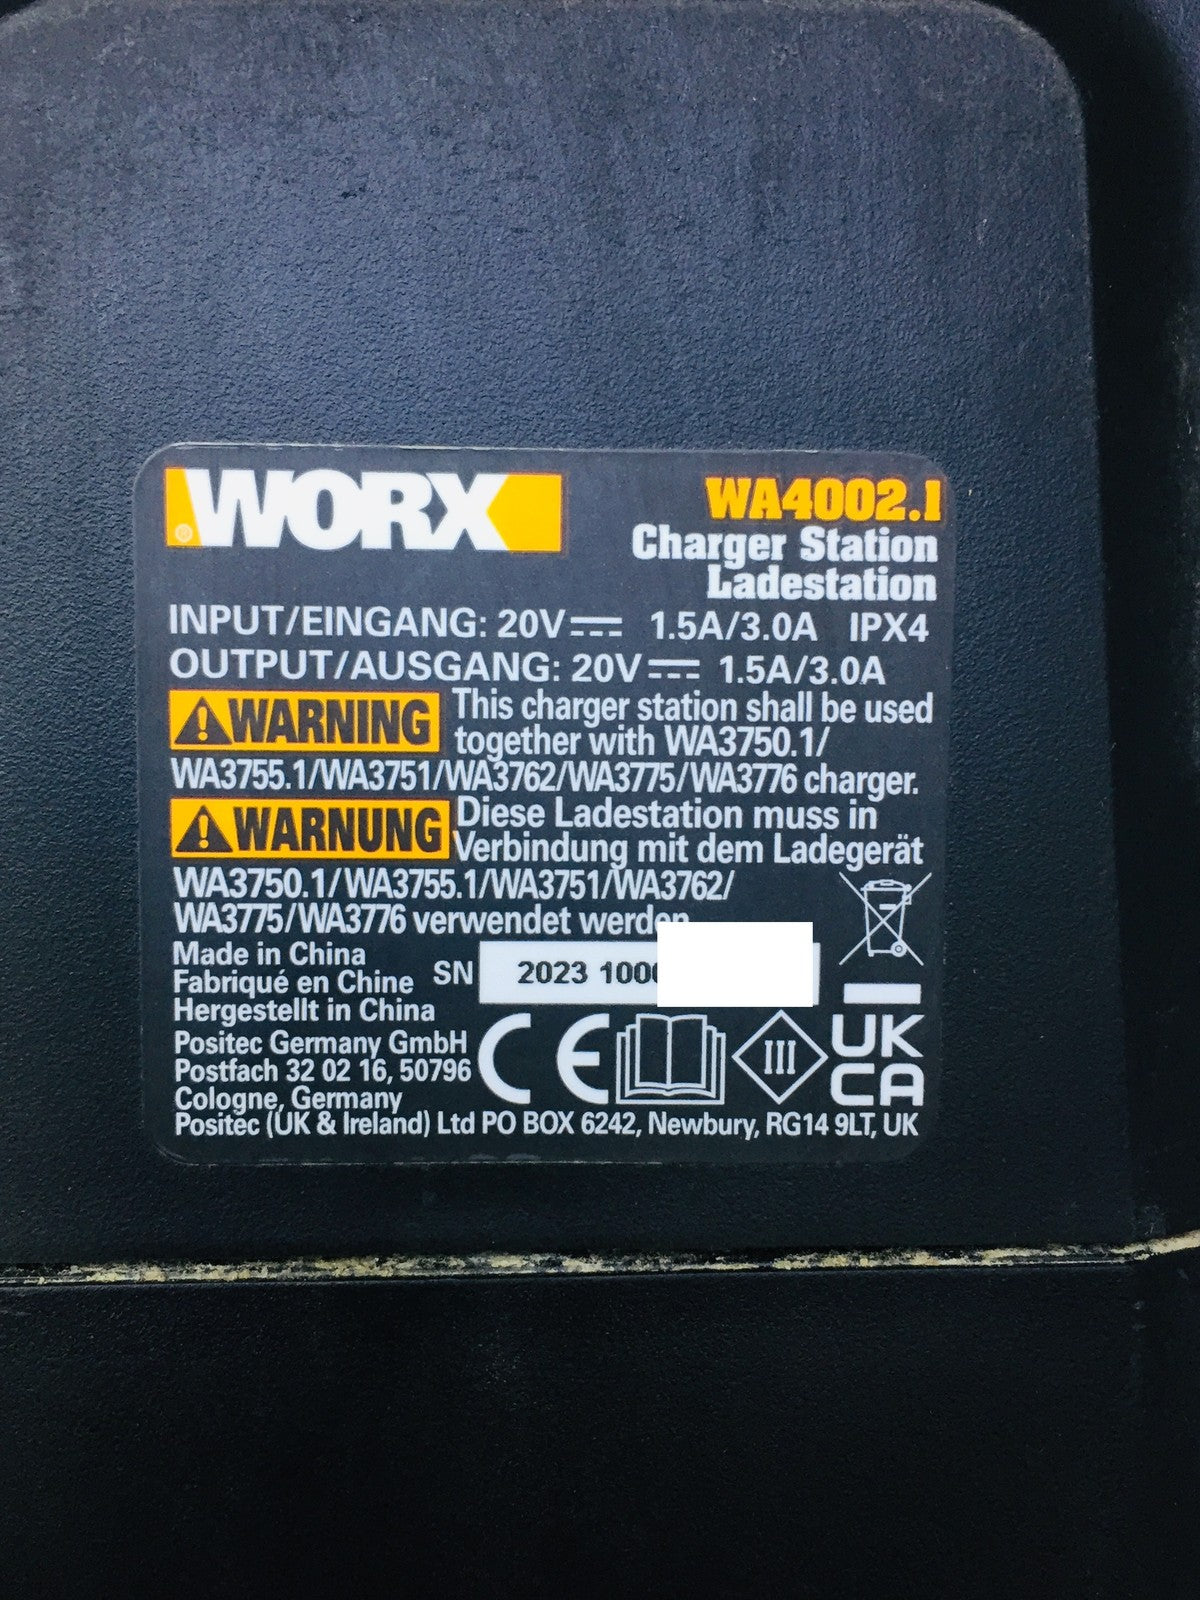 WORX
®
WA4002.1
Charger Station
Ladestation
INPUT/EINGANG: 20V 1.5A/3.0A IPX4
OUTPUT/AUSGANG: 20V 1.5A/3.0A
WARNING This charger station shall be used
together with WA3750.1/
WA3755.1/WA3751/WA3762/WA3775/WA3776 charger.
WARNUNG Diese Ladestation muss in
Verbindung mit dem Ladegerät
WA3750.1/WA3755.1/WA3751/WA3762/
WA3775/WA3776 verwendet werden
Made in China
Fabriqué en Chine
Hergestellt in China
SN 2023 1000
Positec Germany GmbH
Postfach 32 02 16, 50796
Cologne, Germany
CE
III
UK
CA
Positec (UK & Ireland) Ltd PO BOX 6242, Newbury, RG14 9LT, UK